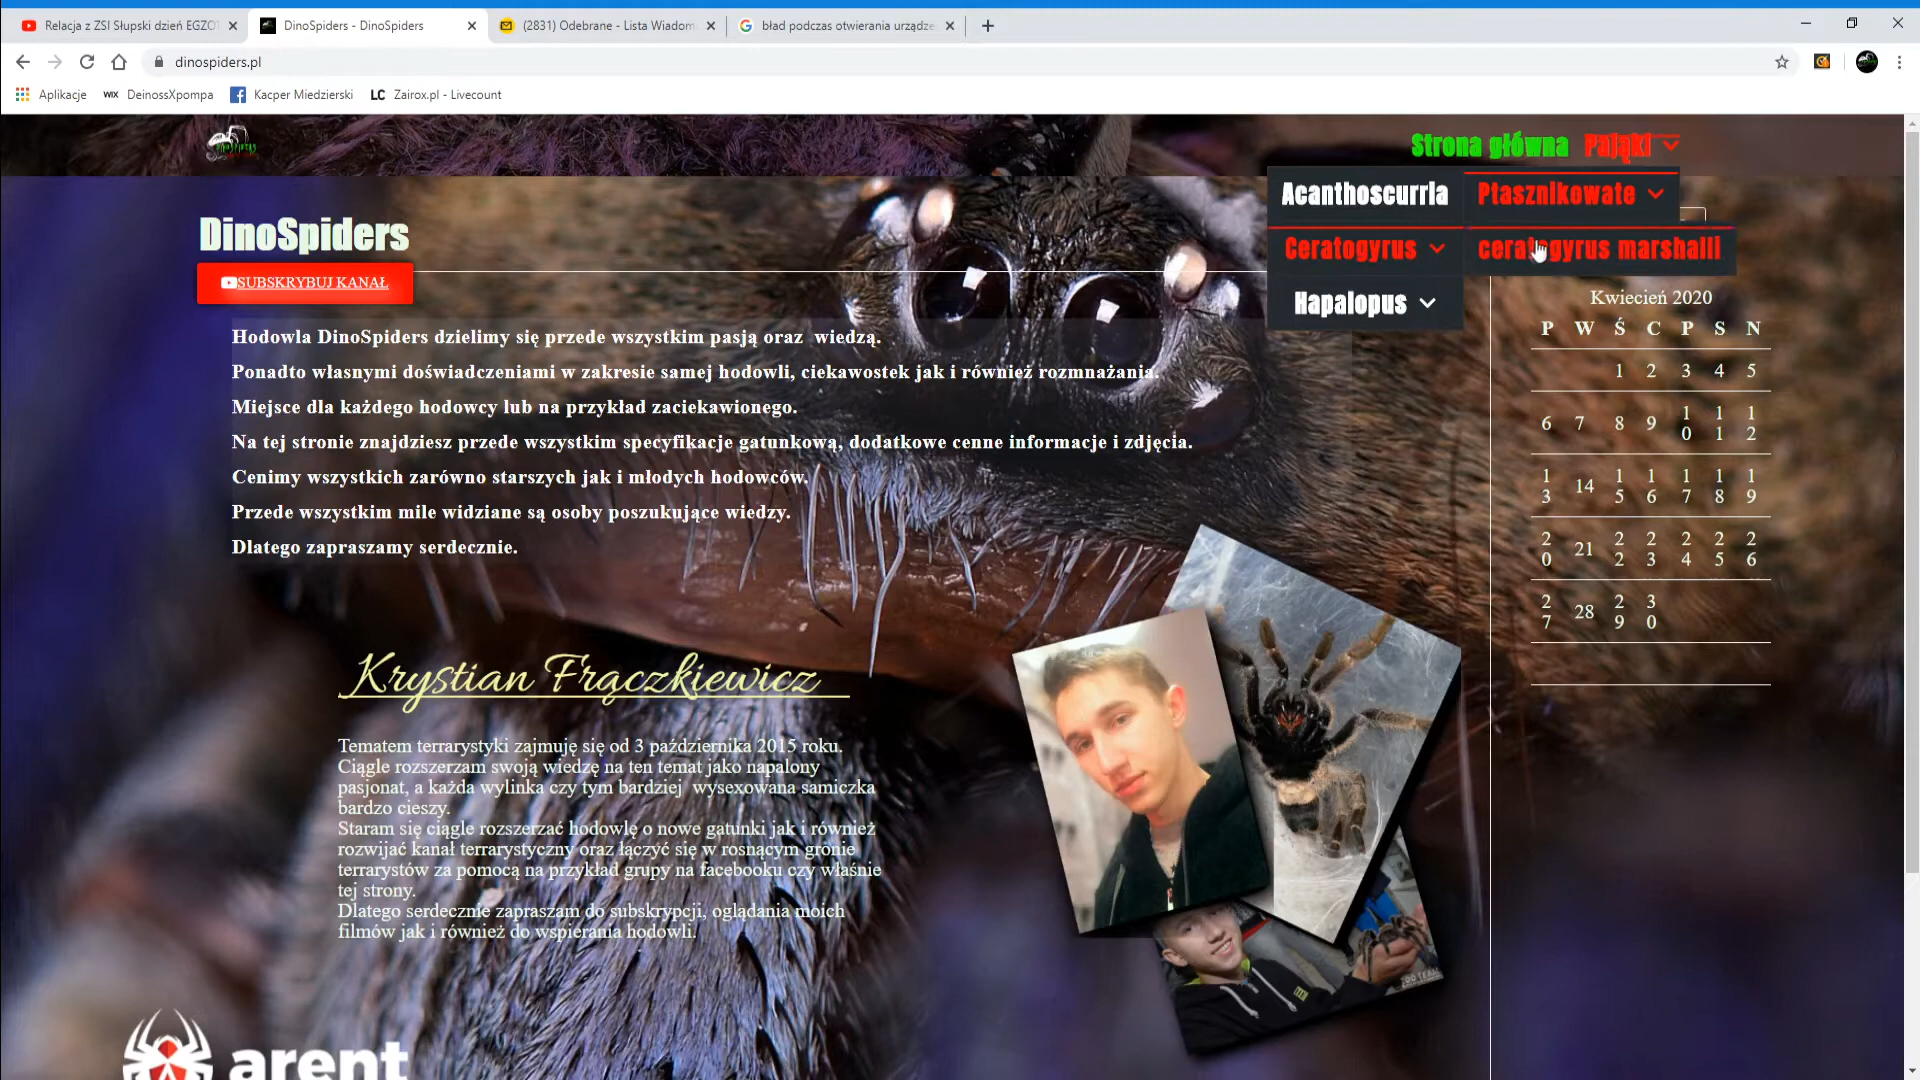 Relacja z ZSI Słupski dzień EGZOT
DinoSpiders - DinoSpiders
(2831) Odebrane - Lista Wiadom
bład podczas otwierania urządze
dinospiders.pl
Aplikacje
WIX DeinossXpompa
Kacper Miedzierski
LC Zairox.pl - Livecount
Strona główna Pająki
Acanthoscurria Ptasznikowate
DinoSpiders
Ceratogyrus ceratogyrus marshalli
SUBSKRYBUJ KANAŁ
Hapalopus
Hodowla DinoSpiders dzielimy się przede wszystkim pasją oraz wiedzą.
Ponadto własnymi doświadczeniami w zakresie samej hodowli, ciekawostek jak i również rozmnażania.
Miejsce dla każdego hodowcy lub na przykład zaciekawionego.
Na tej stronie znajdziesz przede wszystkim specyfikacje gatunkową, dodatkowe cenne informacje i zdjęcia.
Cenimy wszystkich zarówno starszych jak i młodych hodowców.
Przede wszystkim mile widziane są osoby poszukujące wiedzy.
Dlatego zapraszamy serdecznie.
Kwiecień 2020
P W Ś C P S N
1 2 3 4 5
6 7 8 9 10 11 12
13 14 15 16 17 18 19
20 21 22 23 24 25 26
27 28 29 30
Krystian Frączkiewicz
Tematem terrarystyki zajmuję się od 3 października 2015 roku.
Ciągle rozszerzam swoją wiedzę na ten temat jako napalony
pasjonat, a każda wylinka czy tym bardziej wysexowana samiczka
bardzo cieszy.
Staram się ciągle rozszerzać hodowlę o nowe gatunki jak i również
rozwijać kanał terrarystyczny oraz łączyć się w rosnącym gronie
terrarystów za pomocą na przykład grupy na facebooku czy właśnie
tej strony.
Dlatego serdecznie zapraszam do subskrypcji, oglądania moich
filmów jak i również do wspierania hodowli.
arent